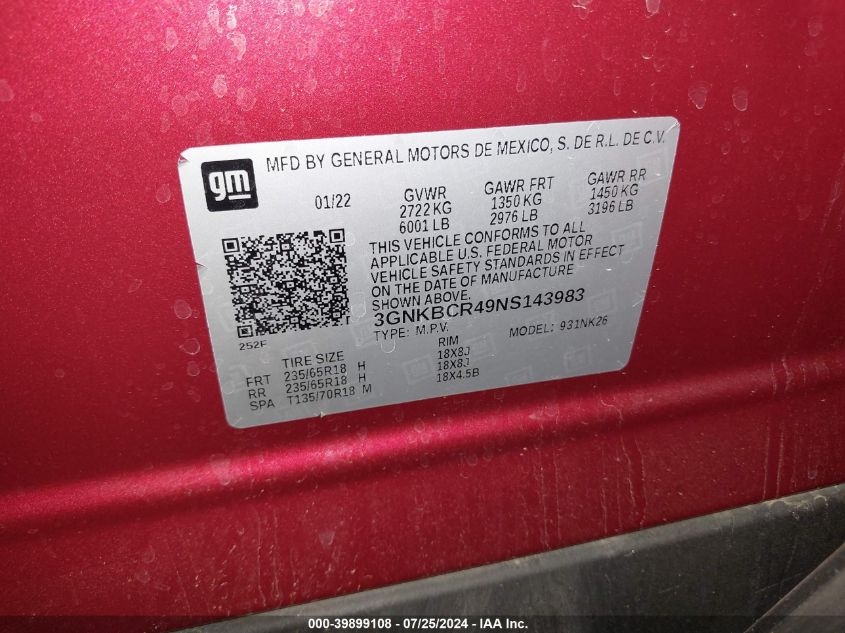 gm
MFD BY GENERAL MOTORS DE MEXICO, S. DE R.L. DE C.V.
01/22 GVWR GAWR FRT GAWR RR
2722 KG 1350 KG 1450 KG
6001 LB 2976 LB 3196 LB
THIS VEHICLE CONFORMS TO ALL
APPLICABLE U.S. FEDERAL MOTOR
VEHICLE SAFETY STANDARDS IN EFFECT
ON THE DATE OF MANUFACTURE
SHOWN ABOVE.
3GNKBCR49NS143983
252F TYPE: M.P.V. MODEL: 931NK26
TIRE SIZE RIM
FRT 235/65R18 H 18X8J
RR 235/65R18 H 18X8J
SPA T135/70R18 M 18X4.5B
000-39899108 / 07/25/2024 - IAA Inc.